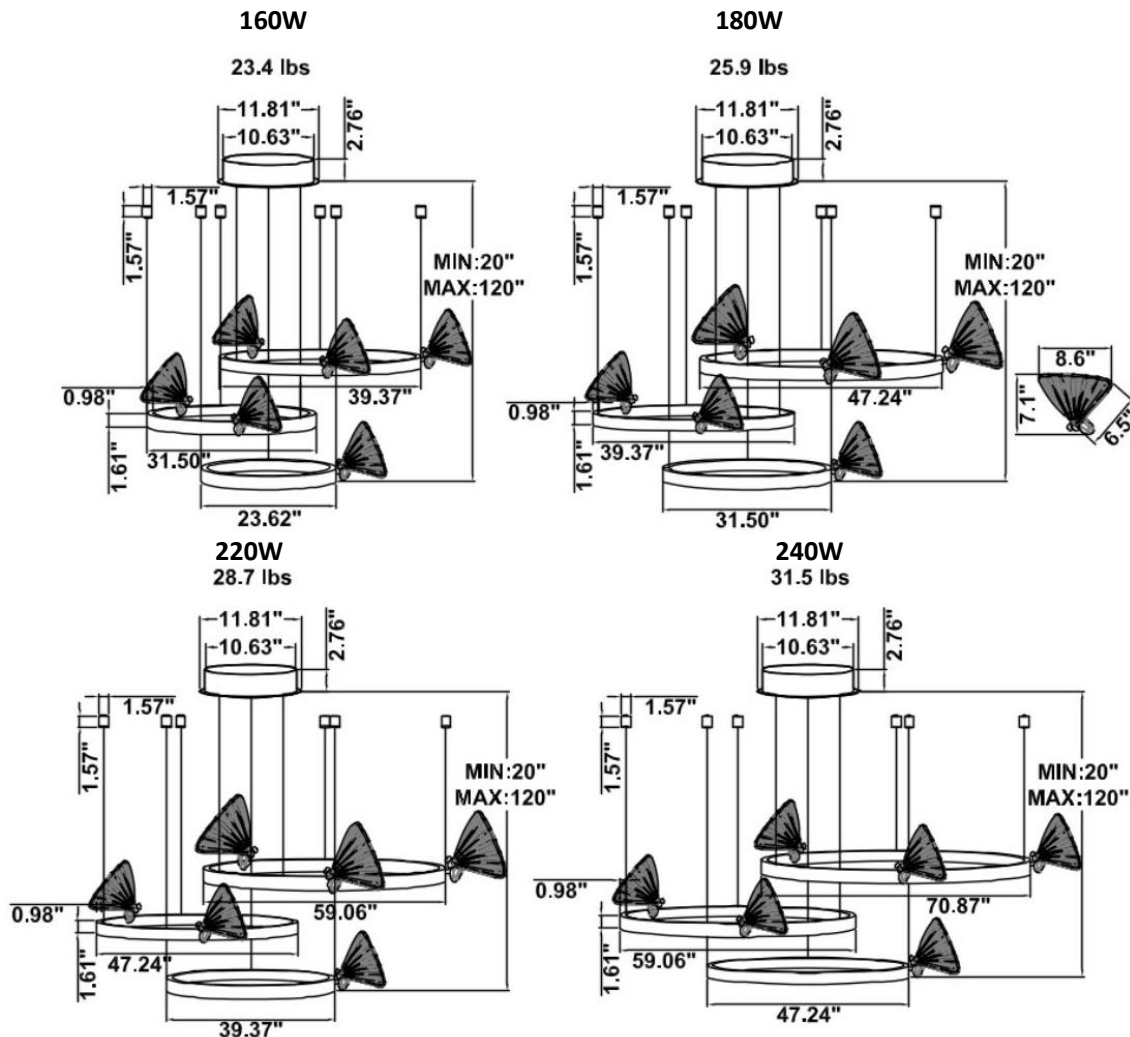 160W
23.4 lbs
11.81"
10.63"
2.76"
1.57"
1.57"
MIN:20"
MAX:120"
39.37"
0.98"
31.50"
1.61"
23.62"
180W
25.9 lbs
11.81"
10.63"
2.76"
1.57"
1.57"
MIN:20"
MAX:120"
47.24"
0.98"
39.37"
1.61"
31.50"
8.6"
7.1"
6.5"
220W
28.7 lbs
11.81"
10.63"
2.76"
1.57"
1.57"
MIN:20"
MAX:120"
59.06"
0.98"
47.24"
1.61"
39.37"
240W
31.5 lbs
11.81"
10.63"
2.76"
1.57"
1.57"
MIN:20"
MAX:120"
70.87"
0.98"
59.06"
1.61"
47.24"